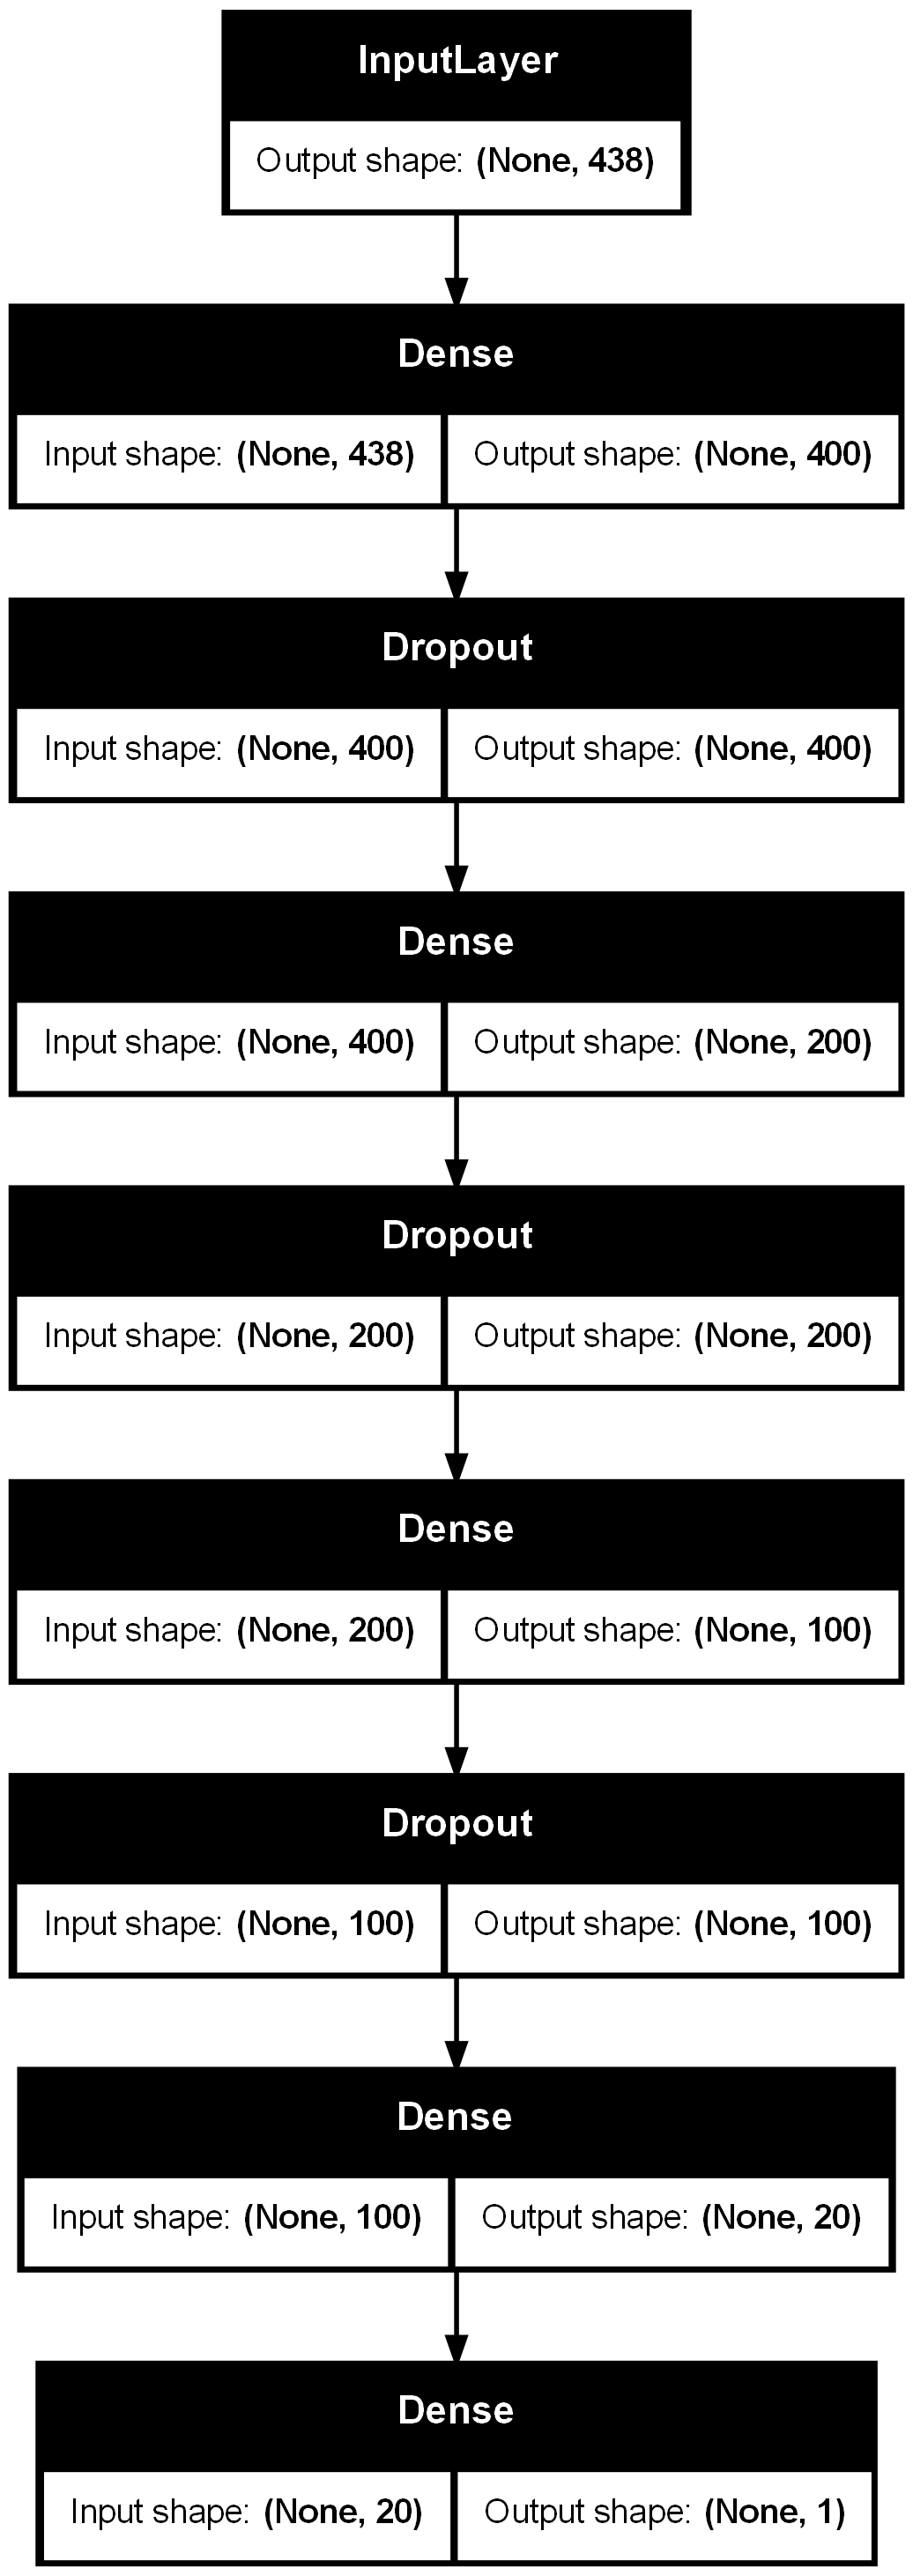 InputLayer
Output shape: (None, 438)
Dense
Input shape: (None, 438) Output shape: (None, 400)
Dropout
Input shape: (None, 400) Output shape: (None, 400)
Dense
Input shape: (None, 400) Output shape: (None, 200)
Dropout
Input shape: (None, 200) Output shape: (None, 200)
Dense
Input shape: (None, 200) Output shape: (None, 100)
Dropout
Input shape: (None, 100) Output shape: (None, 100)
Dense
Input shape: (None, 100) Output shape: (None, 20)
Dense
Input shape: (None, 20) Output shape: (None, 1)